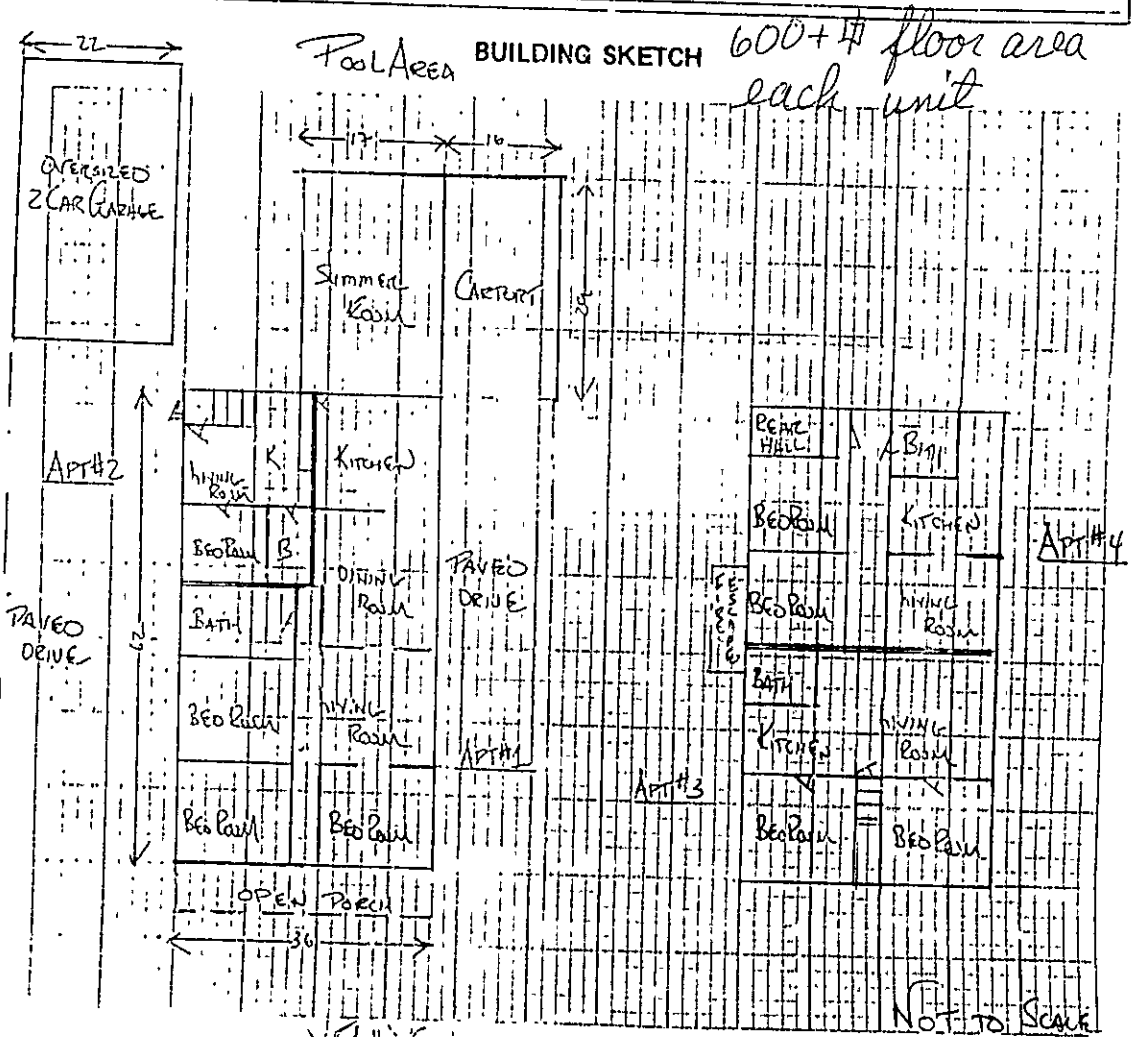 22
POOL AREA
BUILDING SKETCH
600+ # floor area
each unit
17
16
OVERSIZED
2 CAR GARAGE
SUMMER
ROOM
CARPORT
APT#2
K
KITCHEN
LIVING
ROOM
REAR
HALL
BATH
BEDROOM
B
BEDROOM
KITCHEN
APT#4
DINING
ROOM
PAVED
DRIVE
FIRE
ESCAPE
BEDROOM
LIVING
ROOM
PAVED
DRIVE
BATH
BATH
BEDROOM
LIVING
ROOM
APT#1
KITCHEN
LIVING
ROOM
APT#3
BEDROOM
BEDROOM
BEDROOM
BEDROOM
OPEN PORCH
36
NOT TO SCALE